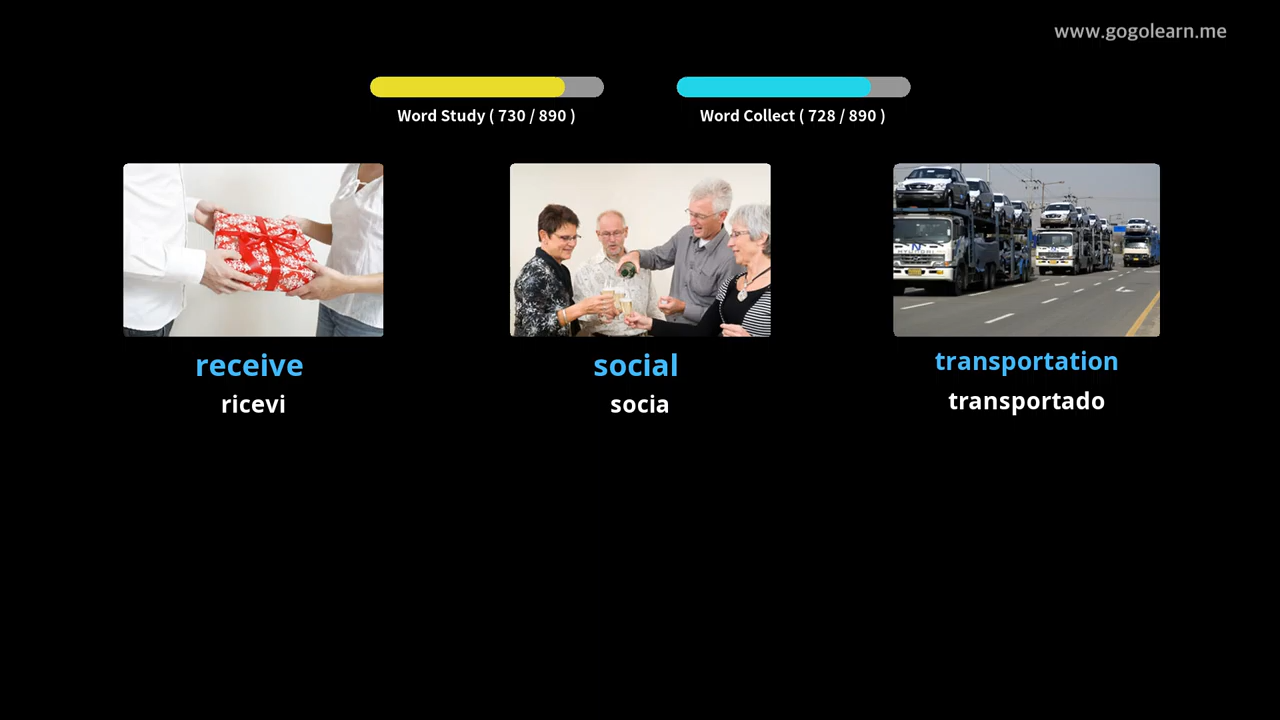 www.gogolearn.me
Word Study ( 730 / 890 )
Word Collect ( 728 / 890 )
receive
social
transportation
ricevi
socia
transportado